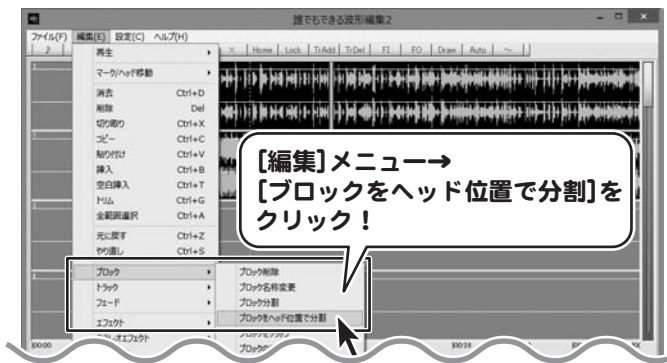 誰でもできる波形編集2
ファイル(F) 編集(E) 設定(C) ヘルプ(H)
Home Lock TrAdd TrDel FI FO Draw Auto ～
再生
マーク/ヘッド移動
消去 Ctrl+D
削除 Del
切り取り Ctrl+X
コピー Ctrl+C
貼り付け Ctrl+V
挿入 Ctrl+B
空白挿入 Ctrl+T
トリム Ctrl+G
全範囲選択 Ctrl+A
元に戻す Ctrl+Z
やり直し Ctrl+S
ブロック
トラック
フェード
エフェクト
ブロック削除
ブロック名称変更
ブロック分割
ブロックをヘッド位置で分割
[編集]メニュー→
[ブロックをヘッド位置で分割]を
クリック！